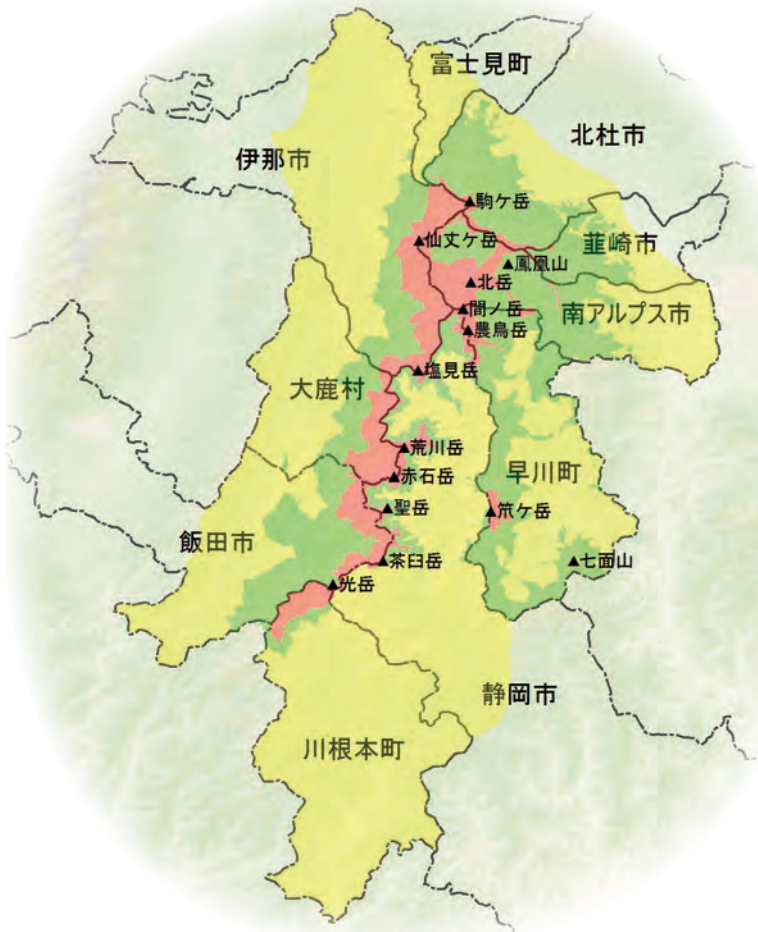 富士見町
北杜市
伊那市
▲駒ケ岳
▲仙丈ケ岳
韮崎市
▲鳳凰山
▲北岳
▲間ノ岳
南アルプス市
▲農鳥岳
▲塩見岳
大鹿村
▲荒川岳
早川町
▲赤石岳
▲聖岳
▲笊ケ岳
飯田市
▲茶臼岳
▲七面山
▲光岳
静岡市
川根本町